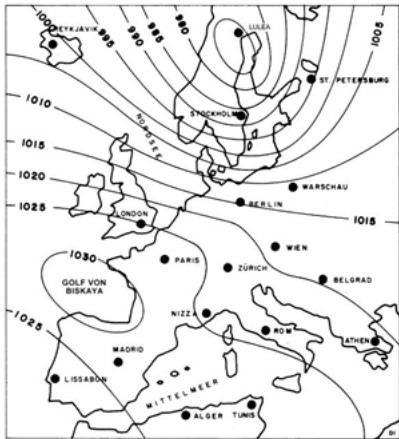 1000
995
990
985
980
1005
REYKJAVIK
LULEA
ST. PETERSBURG
1010
STOCKHOLM
NORDSEE
1015
1020
WARSCHAU
1025
BERLIN
1015
LONDON
WIEN
PARIS
ZÜRICH
1030
BELGRAD
GOLF VON
BISKAYA
NIZZA
1025
ROM
ATHEN
MADRID
LISSABON
MITTELMEER
ALGER
TUNIS